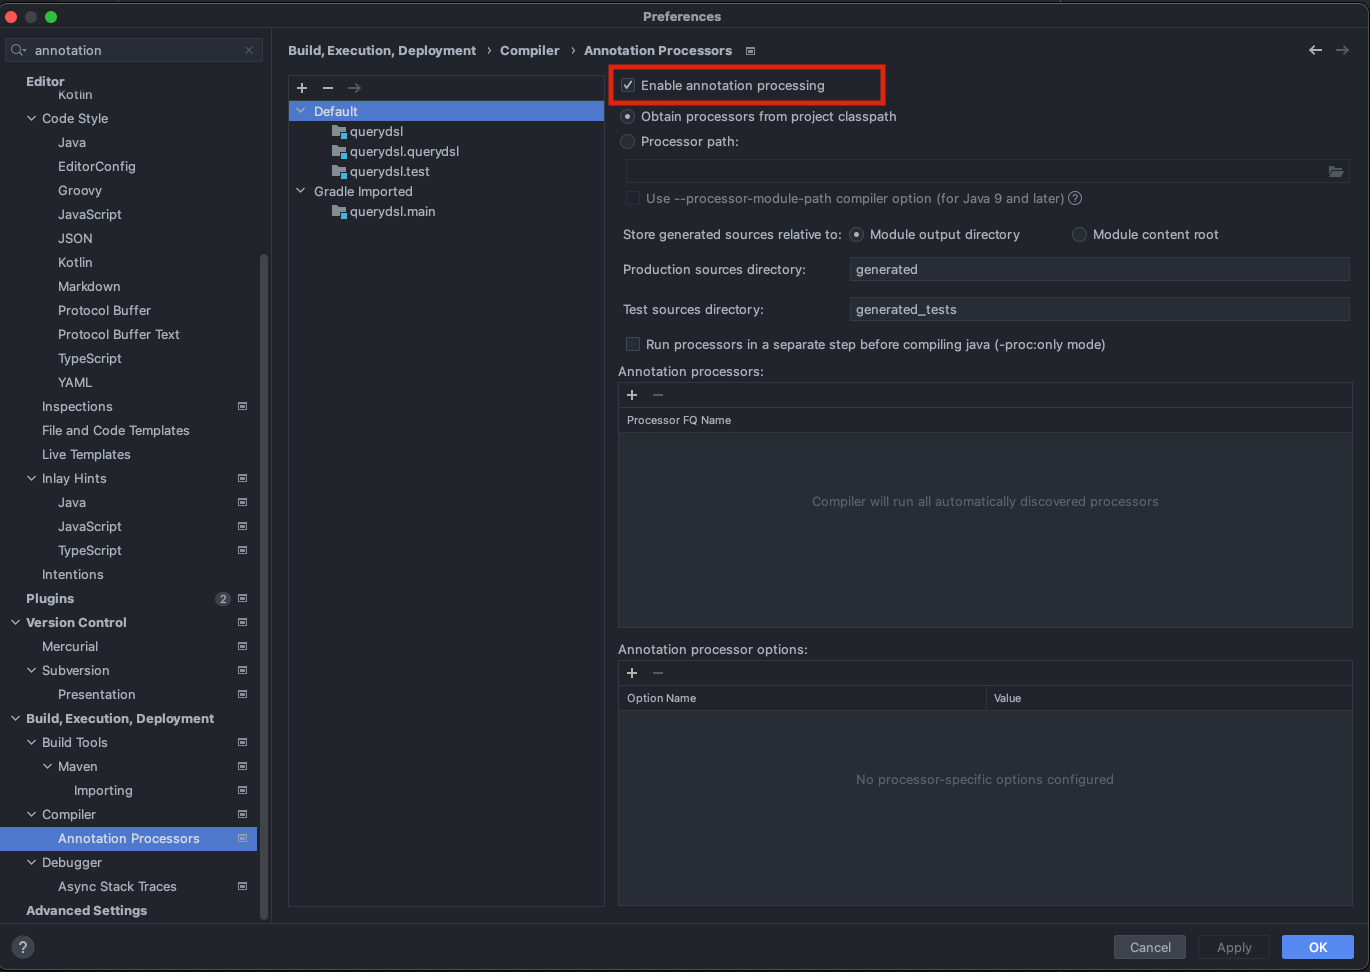 Preferences
annotation
Editor
Kotlin
Code Style
Java
EditorConfig
Groovy
JavaScript
JSON
Kotlin
Markdown
Protocol Buffer
Protocol Buffer Text
TypeScript
YAML
Inspections
File and Code Templates
Live Templates
Inlay Hints
Java
JavaScript
TypeScript
Intentions
Plugins 2
Version Control
Mercurial
Subversion
Presentation
Build, Execution, Deployment
Build Tools
Maven
Importing
Compiler
Annotation Processors
Debugger
Async Stack Traces
Advanced Settings
Build, Execution, Deployment › Compiler › Annotation Processors
Default
querydsl
querydsl.querydsl
querydsl.test
Gradle Imported
querydsl.main
Enable annotation processing
Obtain processors from project classpath
Processor path:
Use --processor-module-path compiler option (for Java 9 and later) ?
Store generated sources relative to: Module output directory Module content root
Production sources directory: generated
Test sources directory: generated_tests
Run processors in a separate step before compiling java (-proc:only mode)
Annotation processors:
Processor FQ Name
Compiler will run all automatically discovered processors
Annotation processor options:
Option Name Value
No processor-specific options configured
? Cancel Apply OK